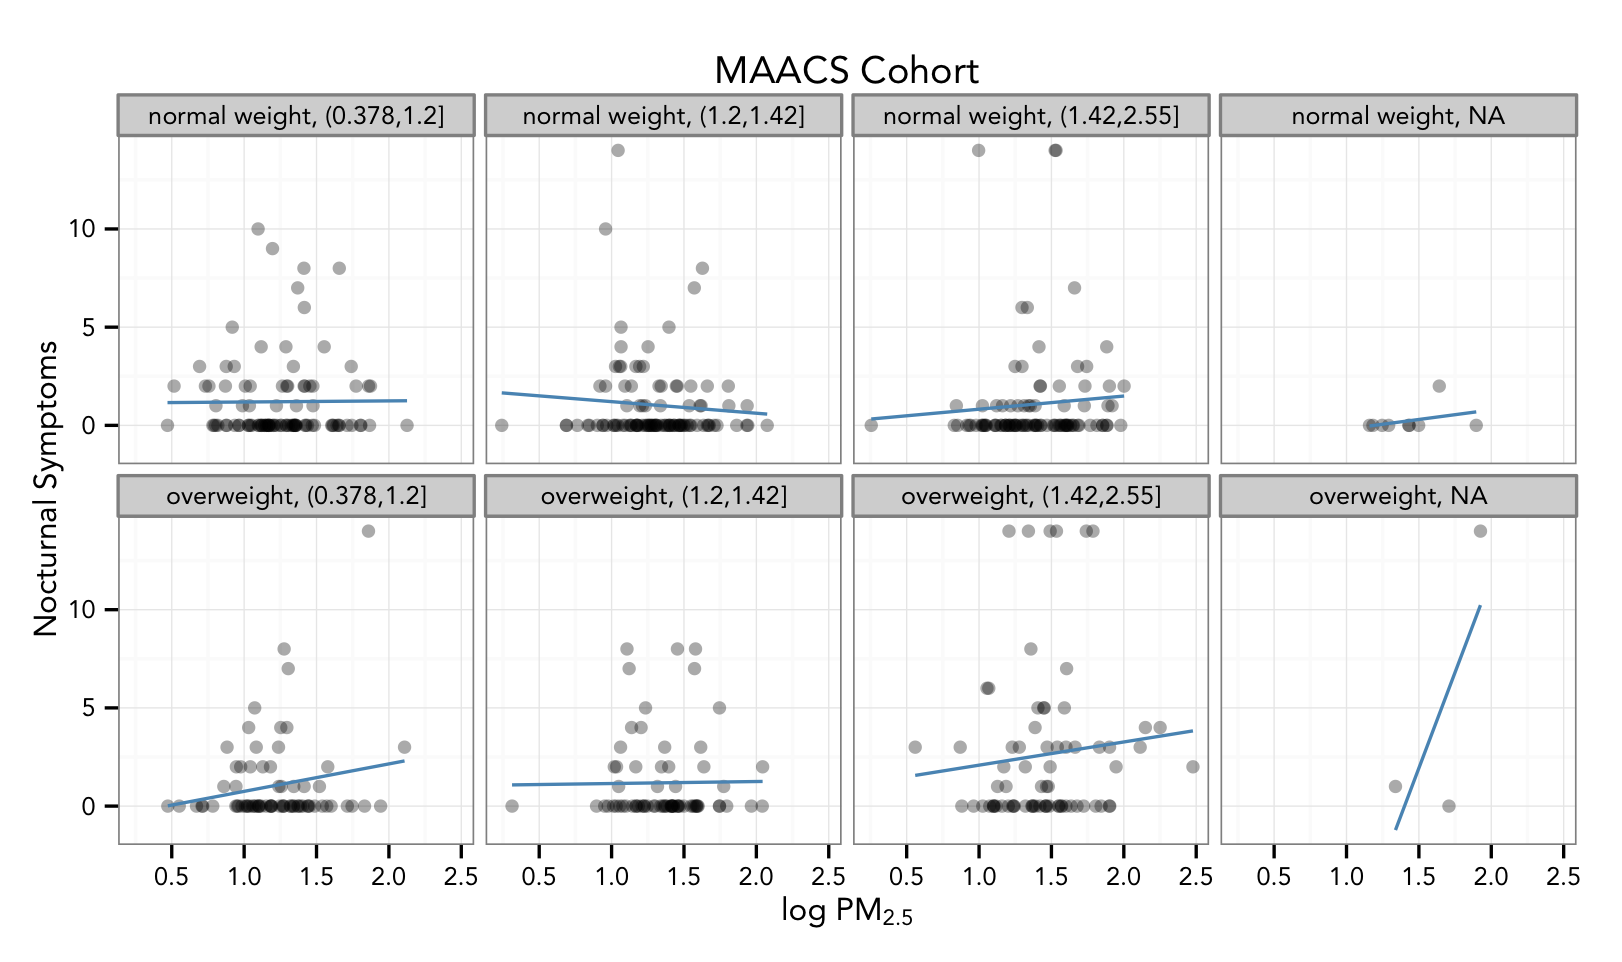 MAACS Cohort
normal weight, (0.378,1.2]
normal weight, (1.2,1.42]
normal weight, (1.42,2.55]
normal weight, NA
10
5
0
overweight, (0.378,1.2]
overweight, (1.2,1.42]
overweight, (1.42,2.55]
overweight, NA
10
5
0
Nocturnal Symptoms
0.5 1.0 1.5 2.0 2.5
0.5 1.0 1.5 2.0 2.5
0.5 1.0 1.5 2.0 2.5
0.5 1.0 1.5 2.0 2.5
log PM2.5